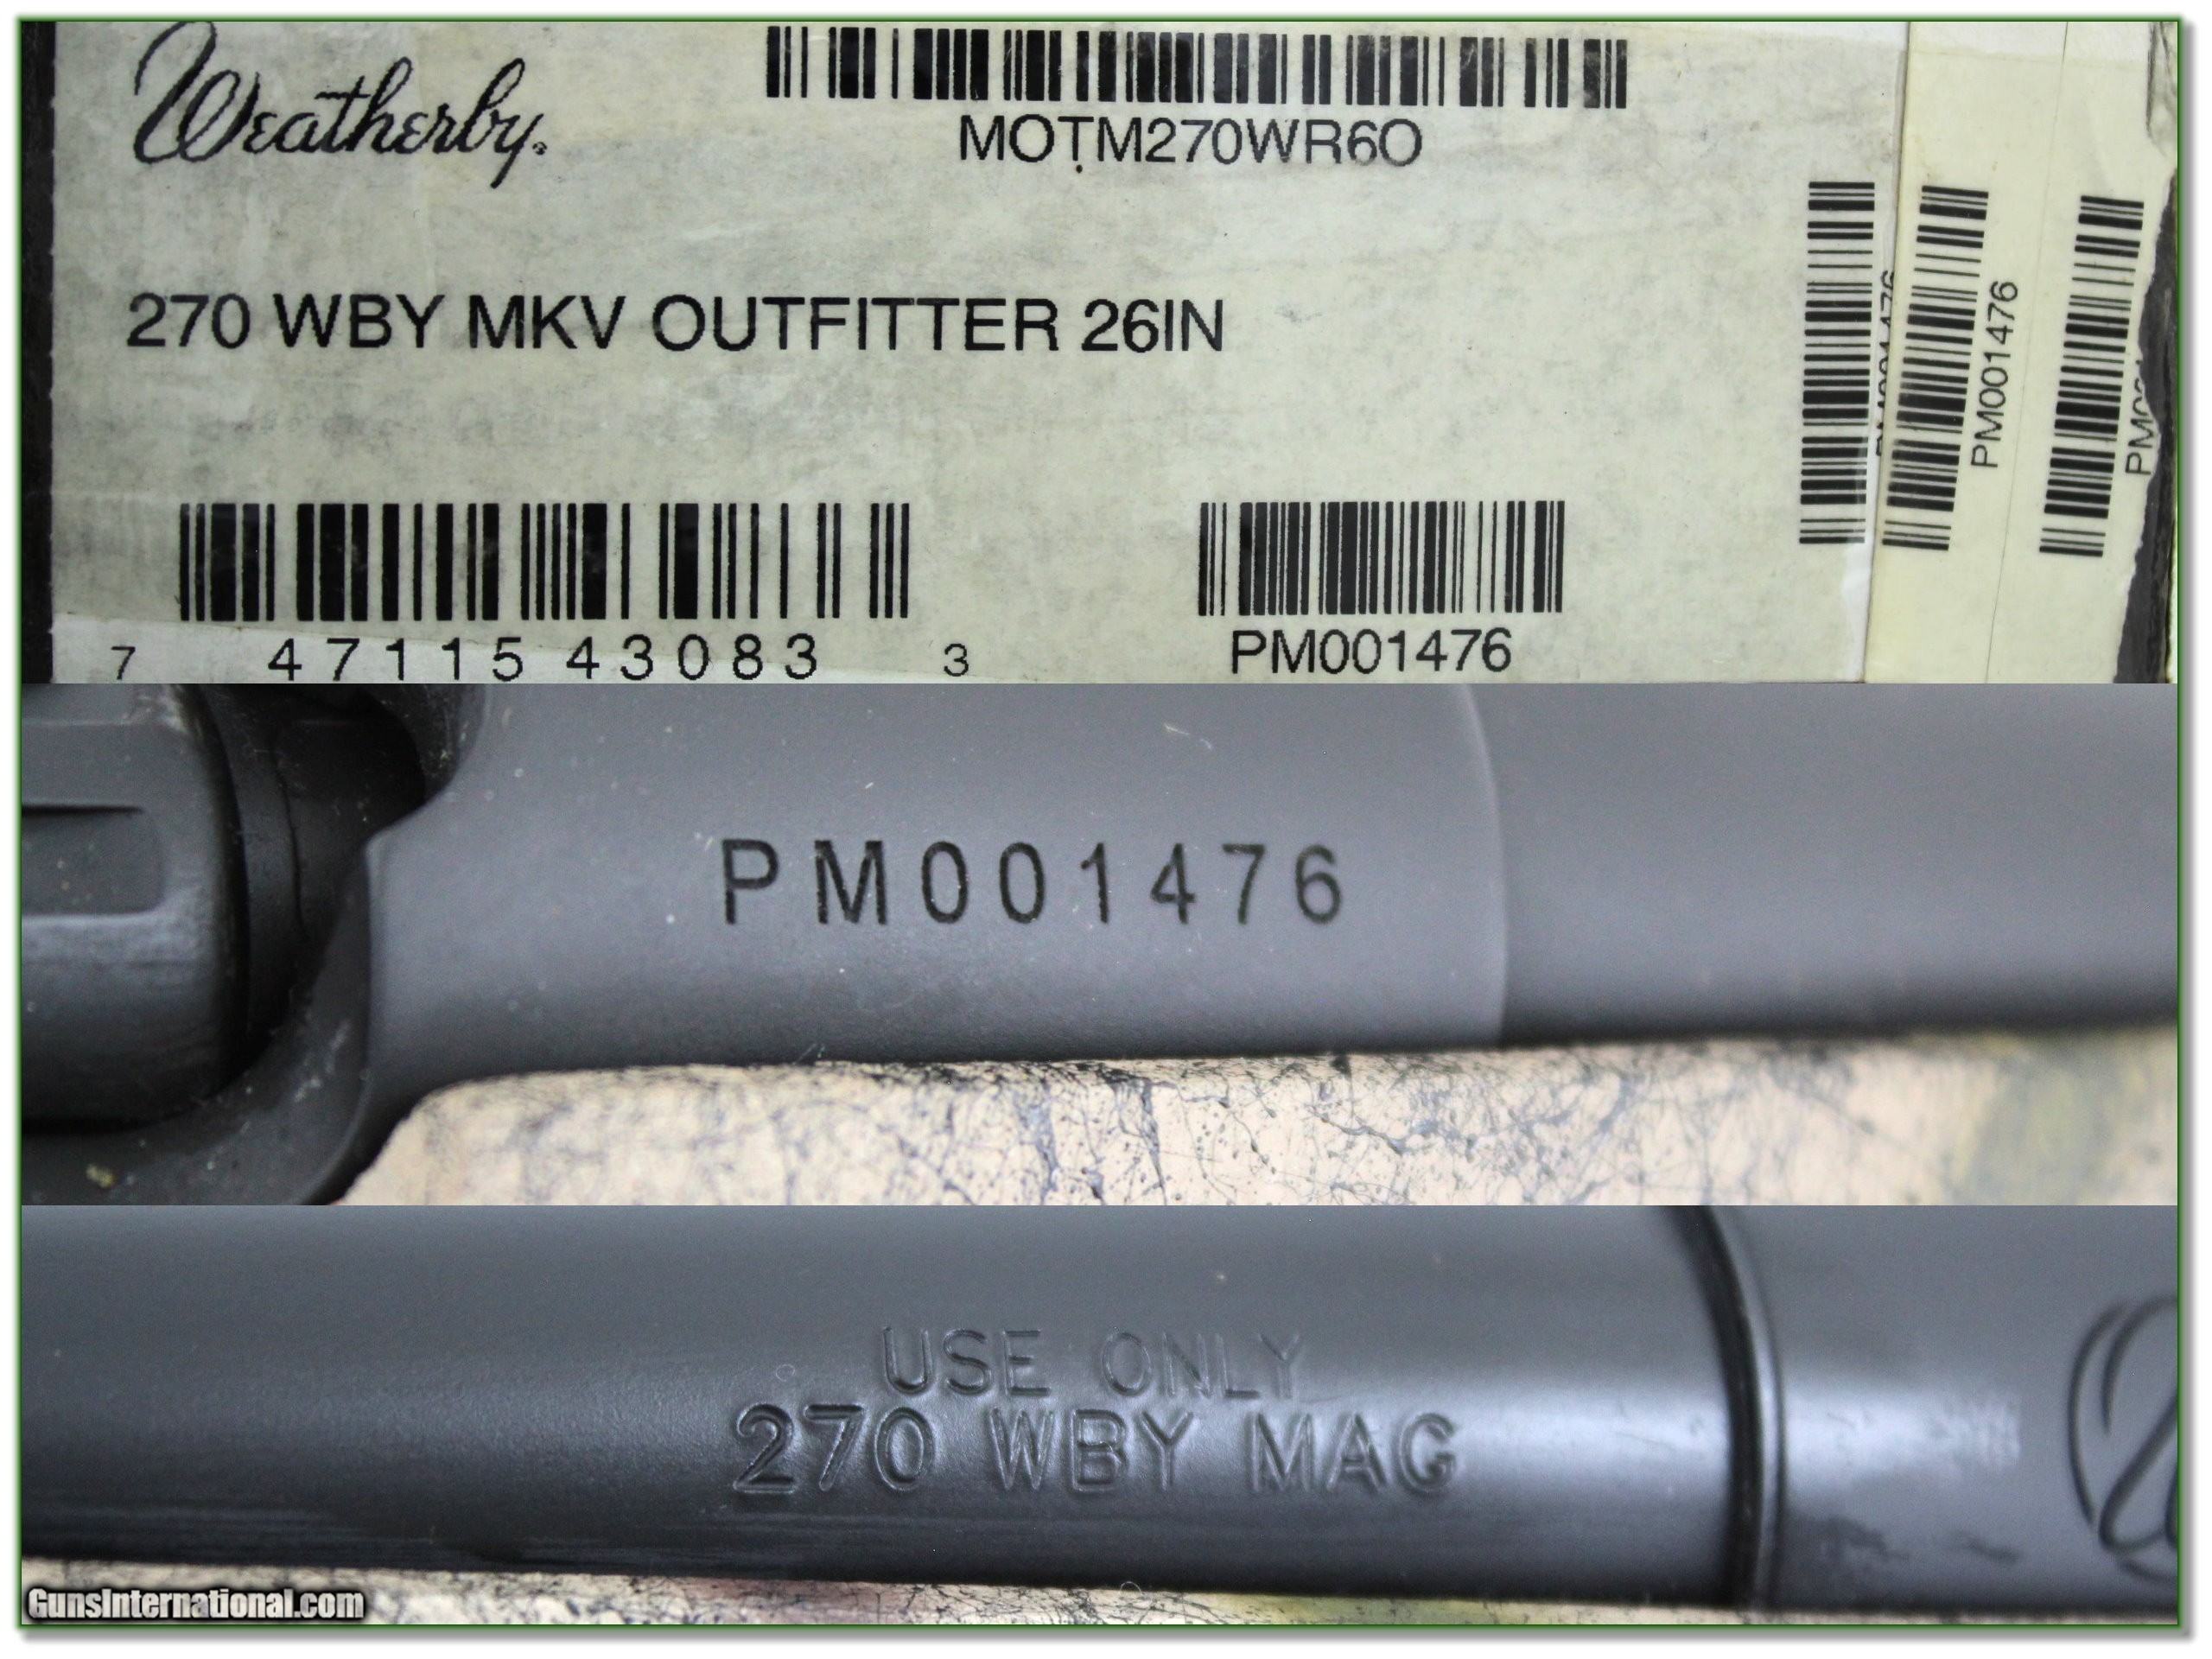 Weatherby.
MOTM270WR6O
270 WBY MKV OUTFITTER 26IN
7 47115 43083 3
PM001476
PM001476
PM001476
USE ONLY
270 WBY MAG
GunsInternational.com